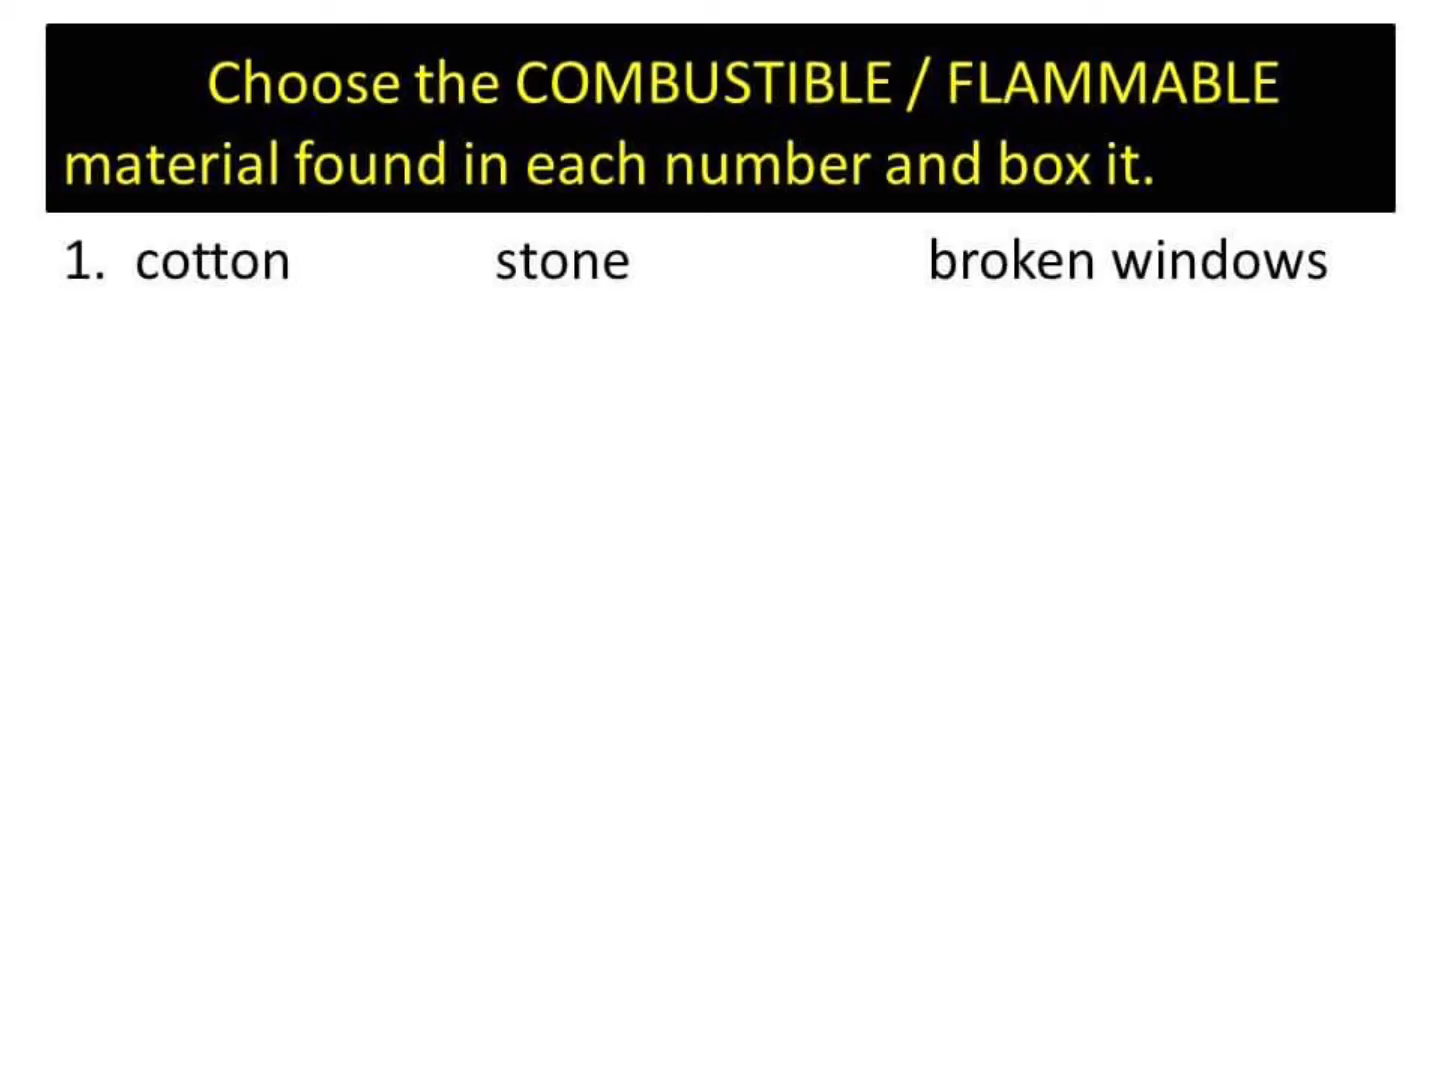 Choose the COMBUSTIBLE / FLAMMABLE
material found in each number and box it.
1. cotton stone broken windows